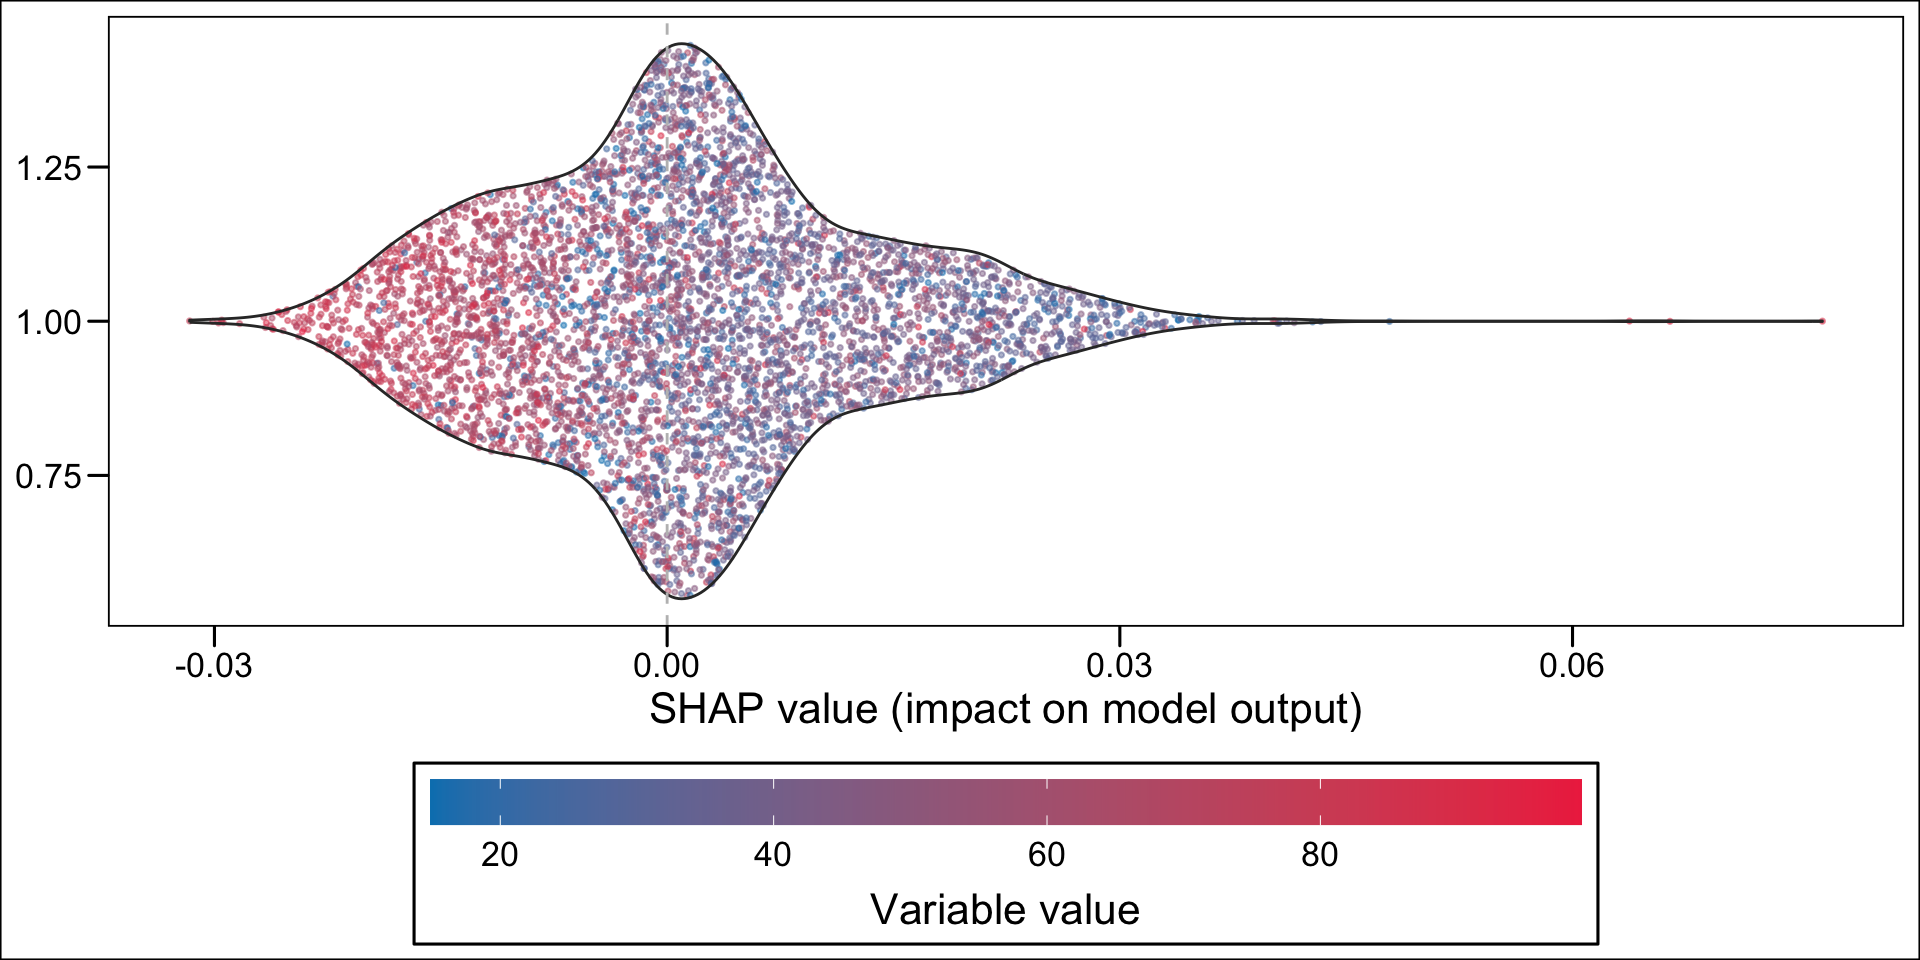 1.25
1.00
0.75
-0.03 0.00 0.03 0.06
SHAP value (impact on model output)
20 40 60 80
Variable value